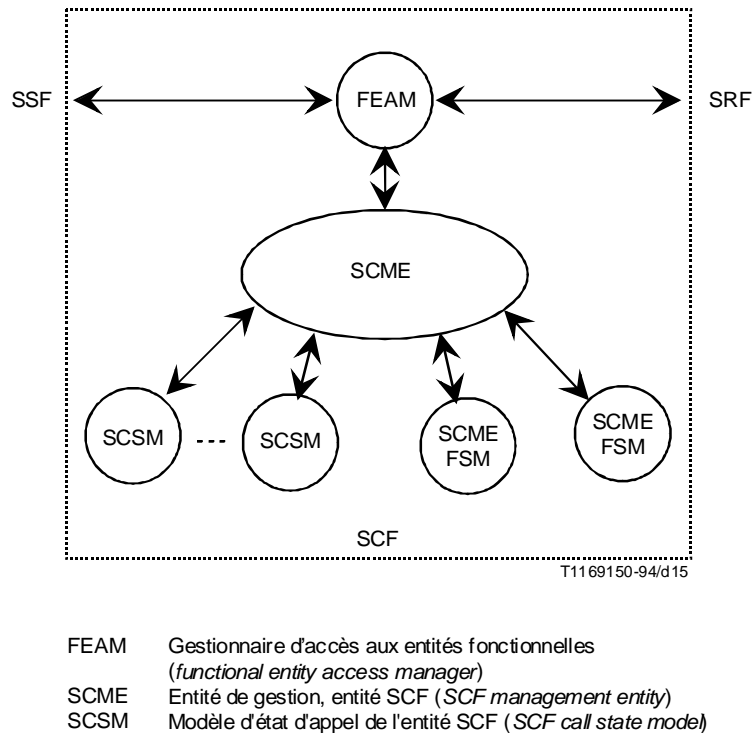 SSF FEAM SRF
SCME
SCSM --- SCSM SCME FSM SCME FSM
SCF
T1169150-94/d15
FEAM Gestionnaire d'accès aux entités fonctionnelles
(functional entity access manager)
SCME Entité de gestion, entité SCF (SCF management entity)
SCSM Modèle d'état d'appel de l'entité SCF (SCF call state model)